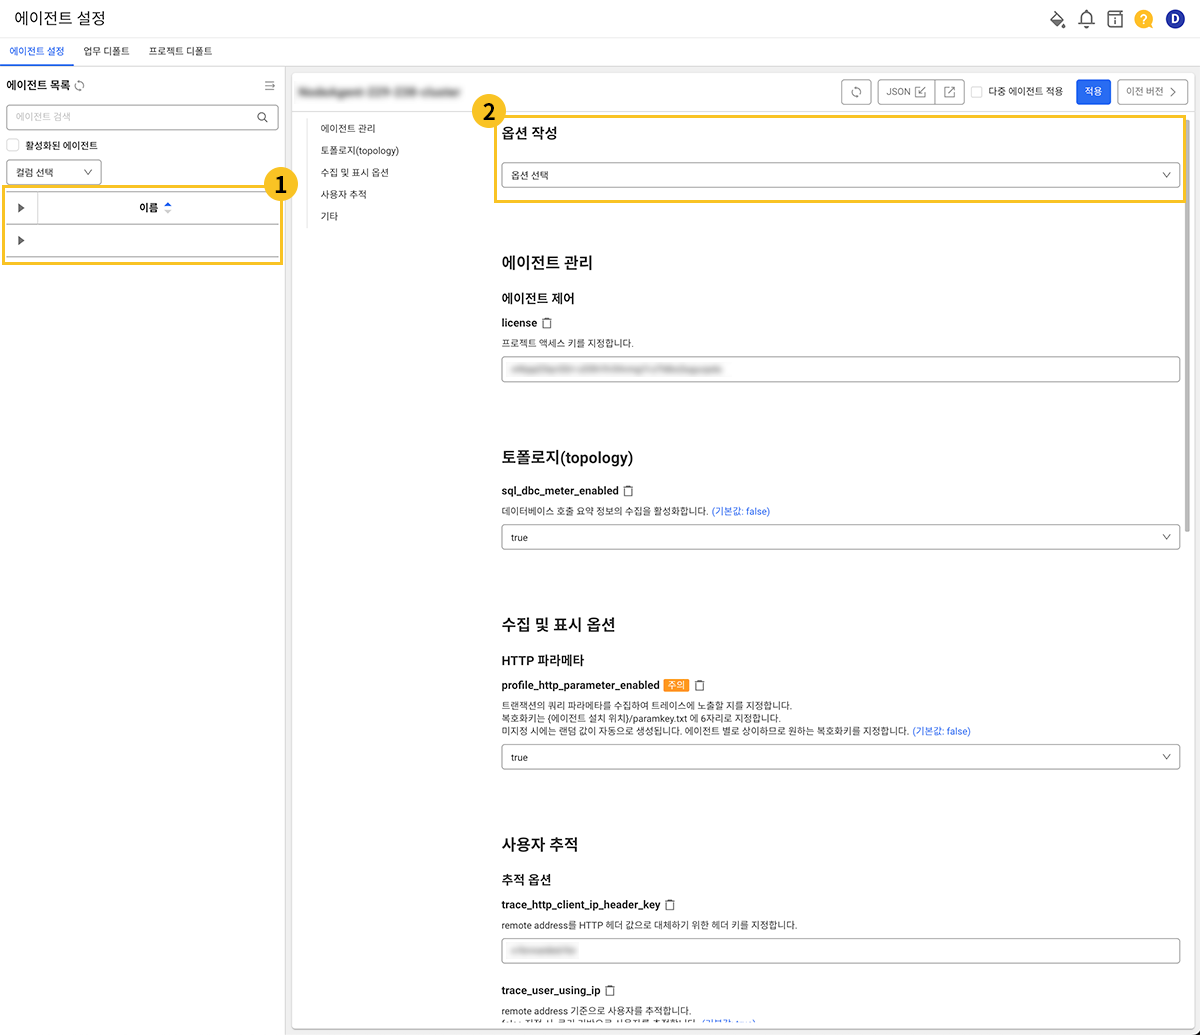 에이전트 설정
?
D
에이전트 설정 업무 디폴트 프로젝트 디폴트
에이전트 목록
에이전트 검색
활성화된 에이전트
컬럼 선택
1
이름
JSON
다중 에이전트 적용
적용
이전 버전
에이전트 관리
토폴로지(topology)
수집 및 표시 옵션
사용자 추적
기타
2
옵션 작성
옵션 선택
에이전트 관리
에이전트 제어
license
프로젝트 액세스 키를 지정합니다.
토폴로지(topology)
sql_dbc_meter_enabled
데이터베이스 호출 요약 정보의 수집을 활성화합니다. (기본값: false)
true
수집 및 표시 옵션
HTTP 파라메타
profile_http_parameter_enabled 주의
트랜잭션의 쿼리 파라메타를 수집하여 트레이스에 노출할 지를 지정합니다.
복호화키는 {에이전트 설치 위치}/paramkey.txt 에 6자리로 지정합니다.
미지정 시에는 랜덤 값이 자동으로 생성됩니다. 에이전트 별로 상이하므로 원하는 복호화키를 지정합니다. (기본값: false)
true
사용자 추적
추적 옵션
trace_http_client_ip_header_key
remote address를 HTTP 헤더 값으로 대체하기 위한 헤더 키를 지정합니다.
trace_user_using_ip
remote address 기준으로 사용자를 추적합니다.